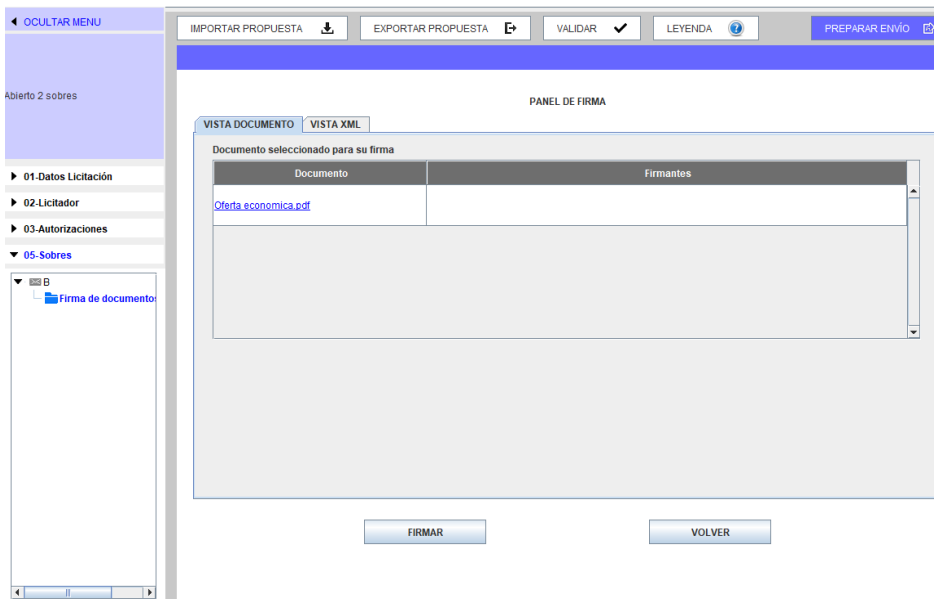 OCULTAR MENU
Abierto 2 sobres
01-Datos Licitación
02-Licitador
03-Autorizaciones
05-Sobres
B
Firma de documentos
IMPORTAR PROPUESTA
EXPORTAR PROPUESTA
VALIDAR
LEYENDA
PREPARAR ENVÍO
PANEL DE FIRMA
VISTA DOCUMENTO
VISTA XML
Documento seleccionado para su firma
Documento
Firmantes
Oferta economica.pdf
FIRMAR
VOLVER